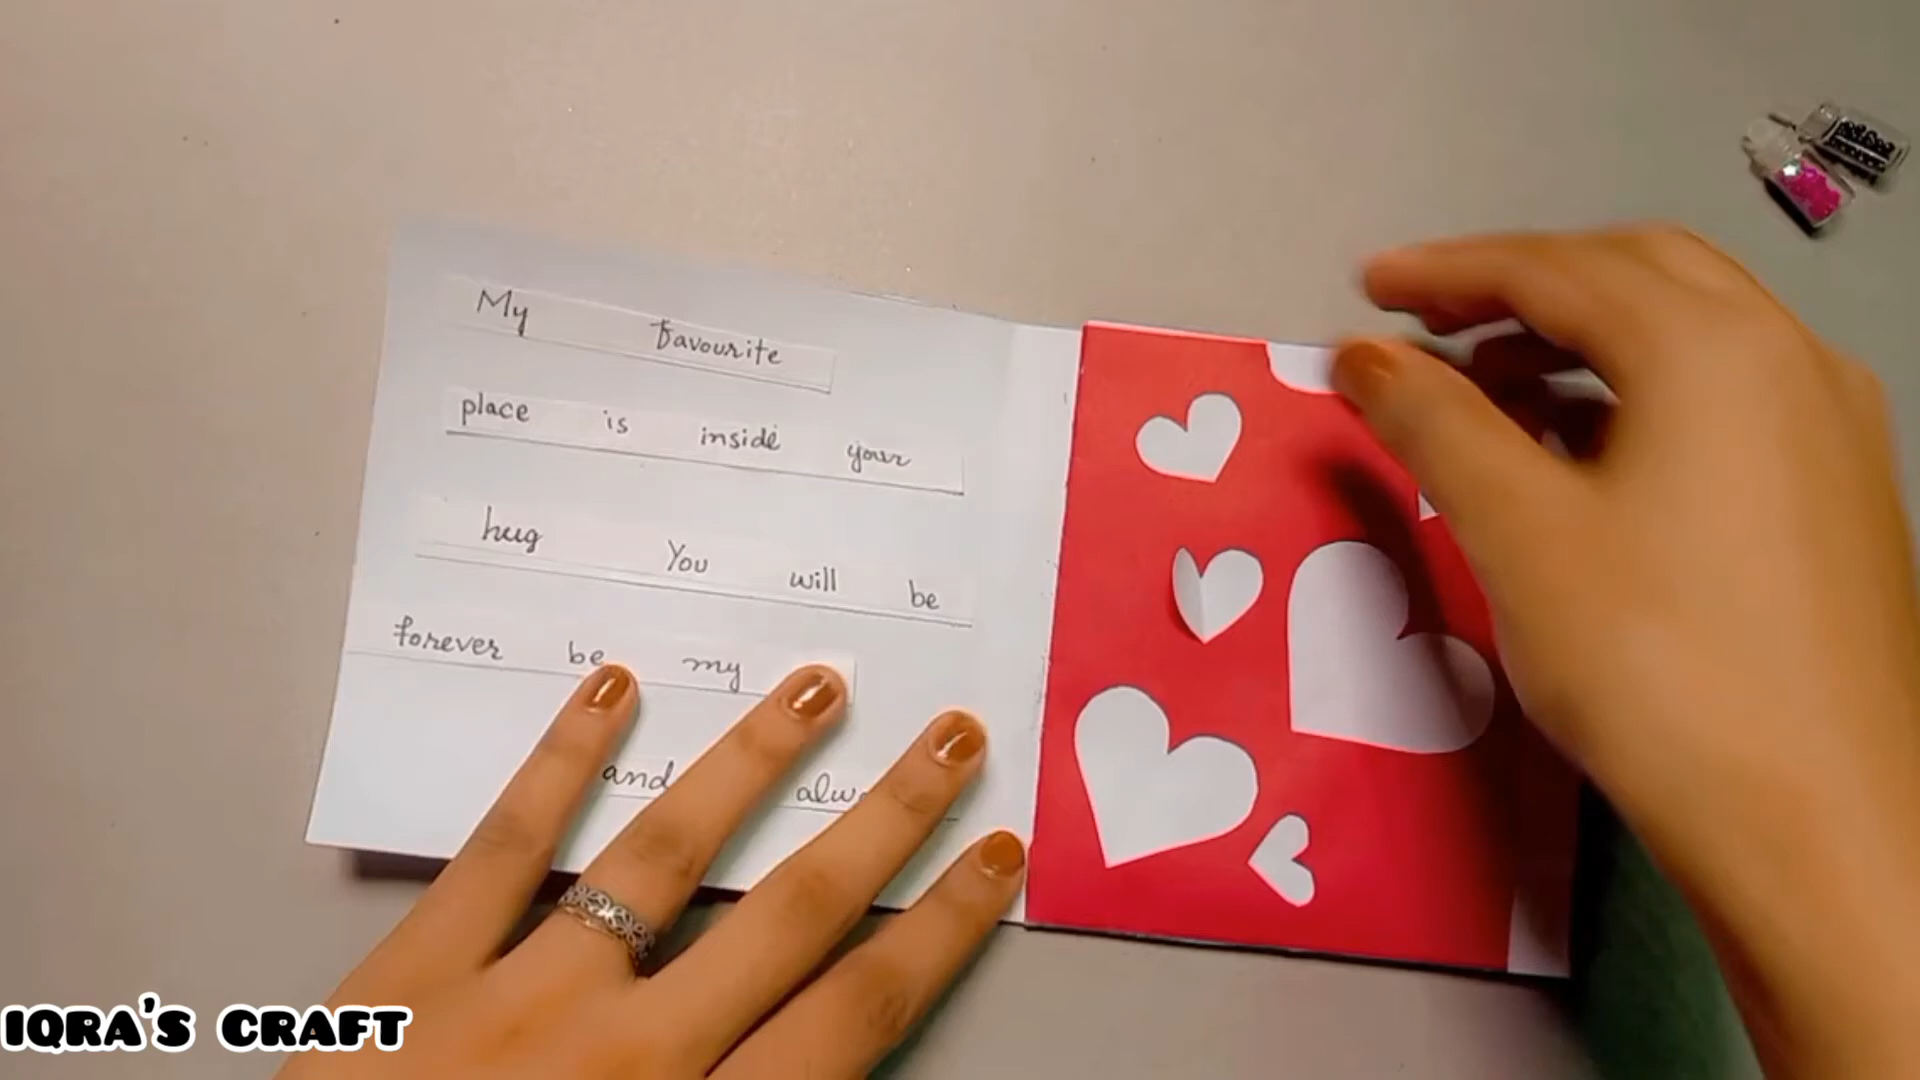 My favourite
place is inside your
hug You will be
forever be my
and
IQRA'S CRAFT